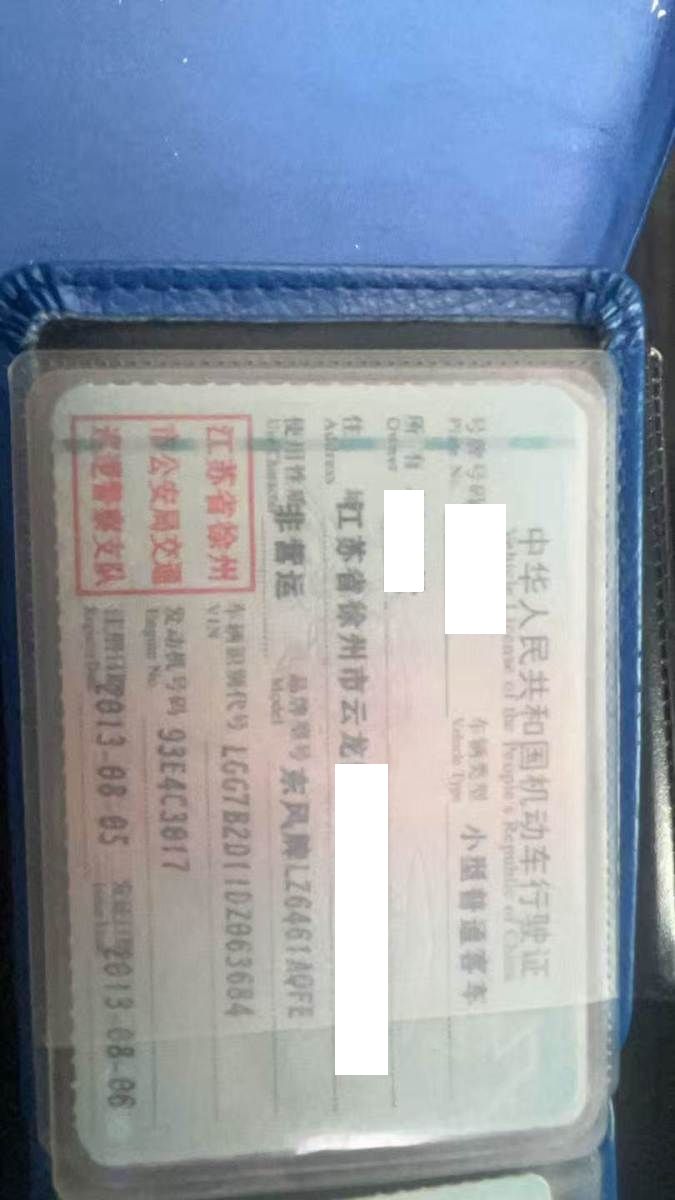 中华人民共和国机动车行驶证
Vehicle License of the People's Republic of China
号牌号码
Plate No.
车辆类型 小型普通客车
Vehicle Type
所有
Owner
住 江苏省徐州市云龙
Address
使用性质 非营运
Use Character
品牌型号 东风牌LZ6461AQFE
Model
江苏省徐州
市公安局交通
巡逻警察支队
车辆识别代号 LGG7B2D11DZ063684
VIN
发动机号码 93E4C3017
Engine No.
注册日期 2013-08-05
Register Date
发证日期 2013-08-06
Issue Date